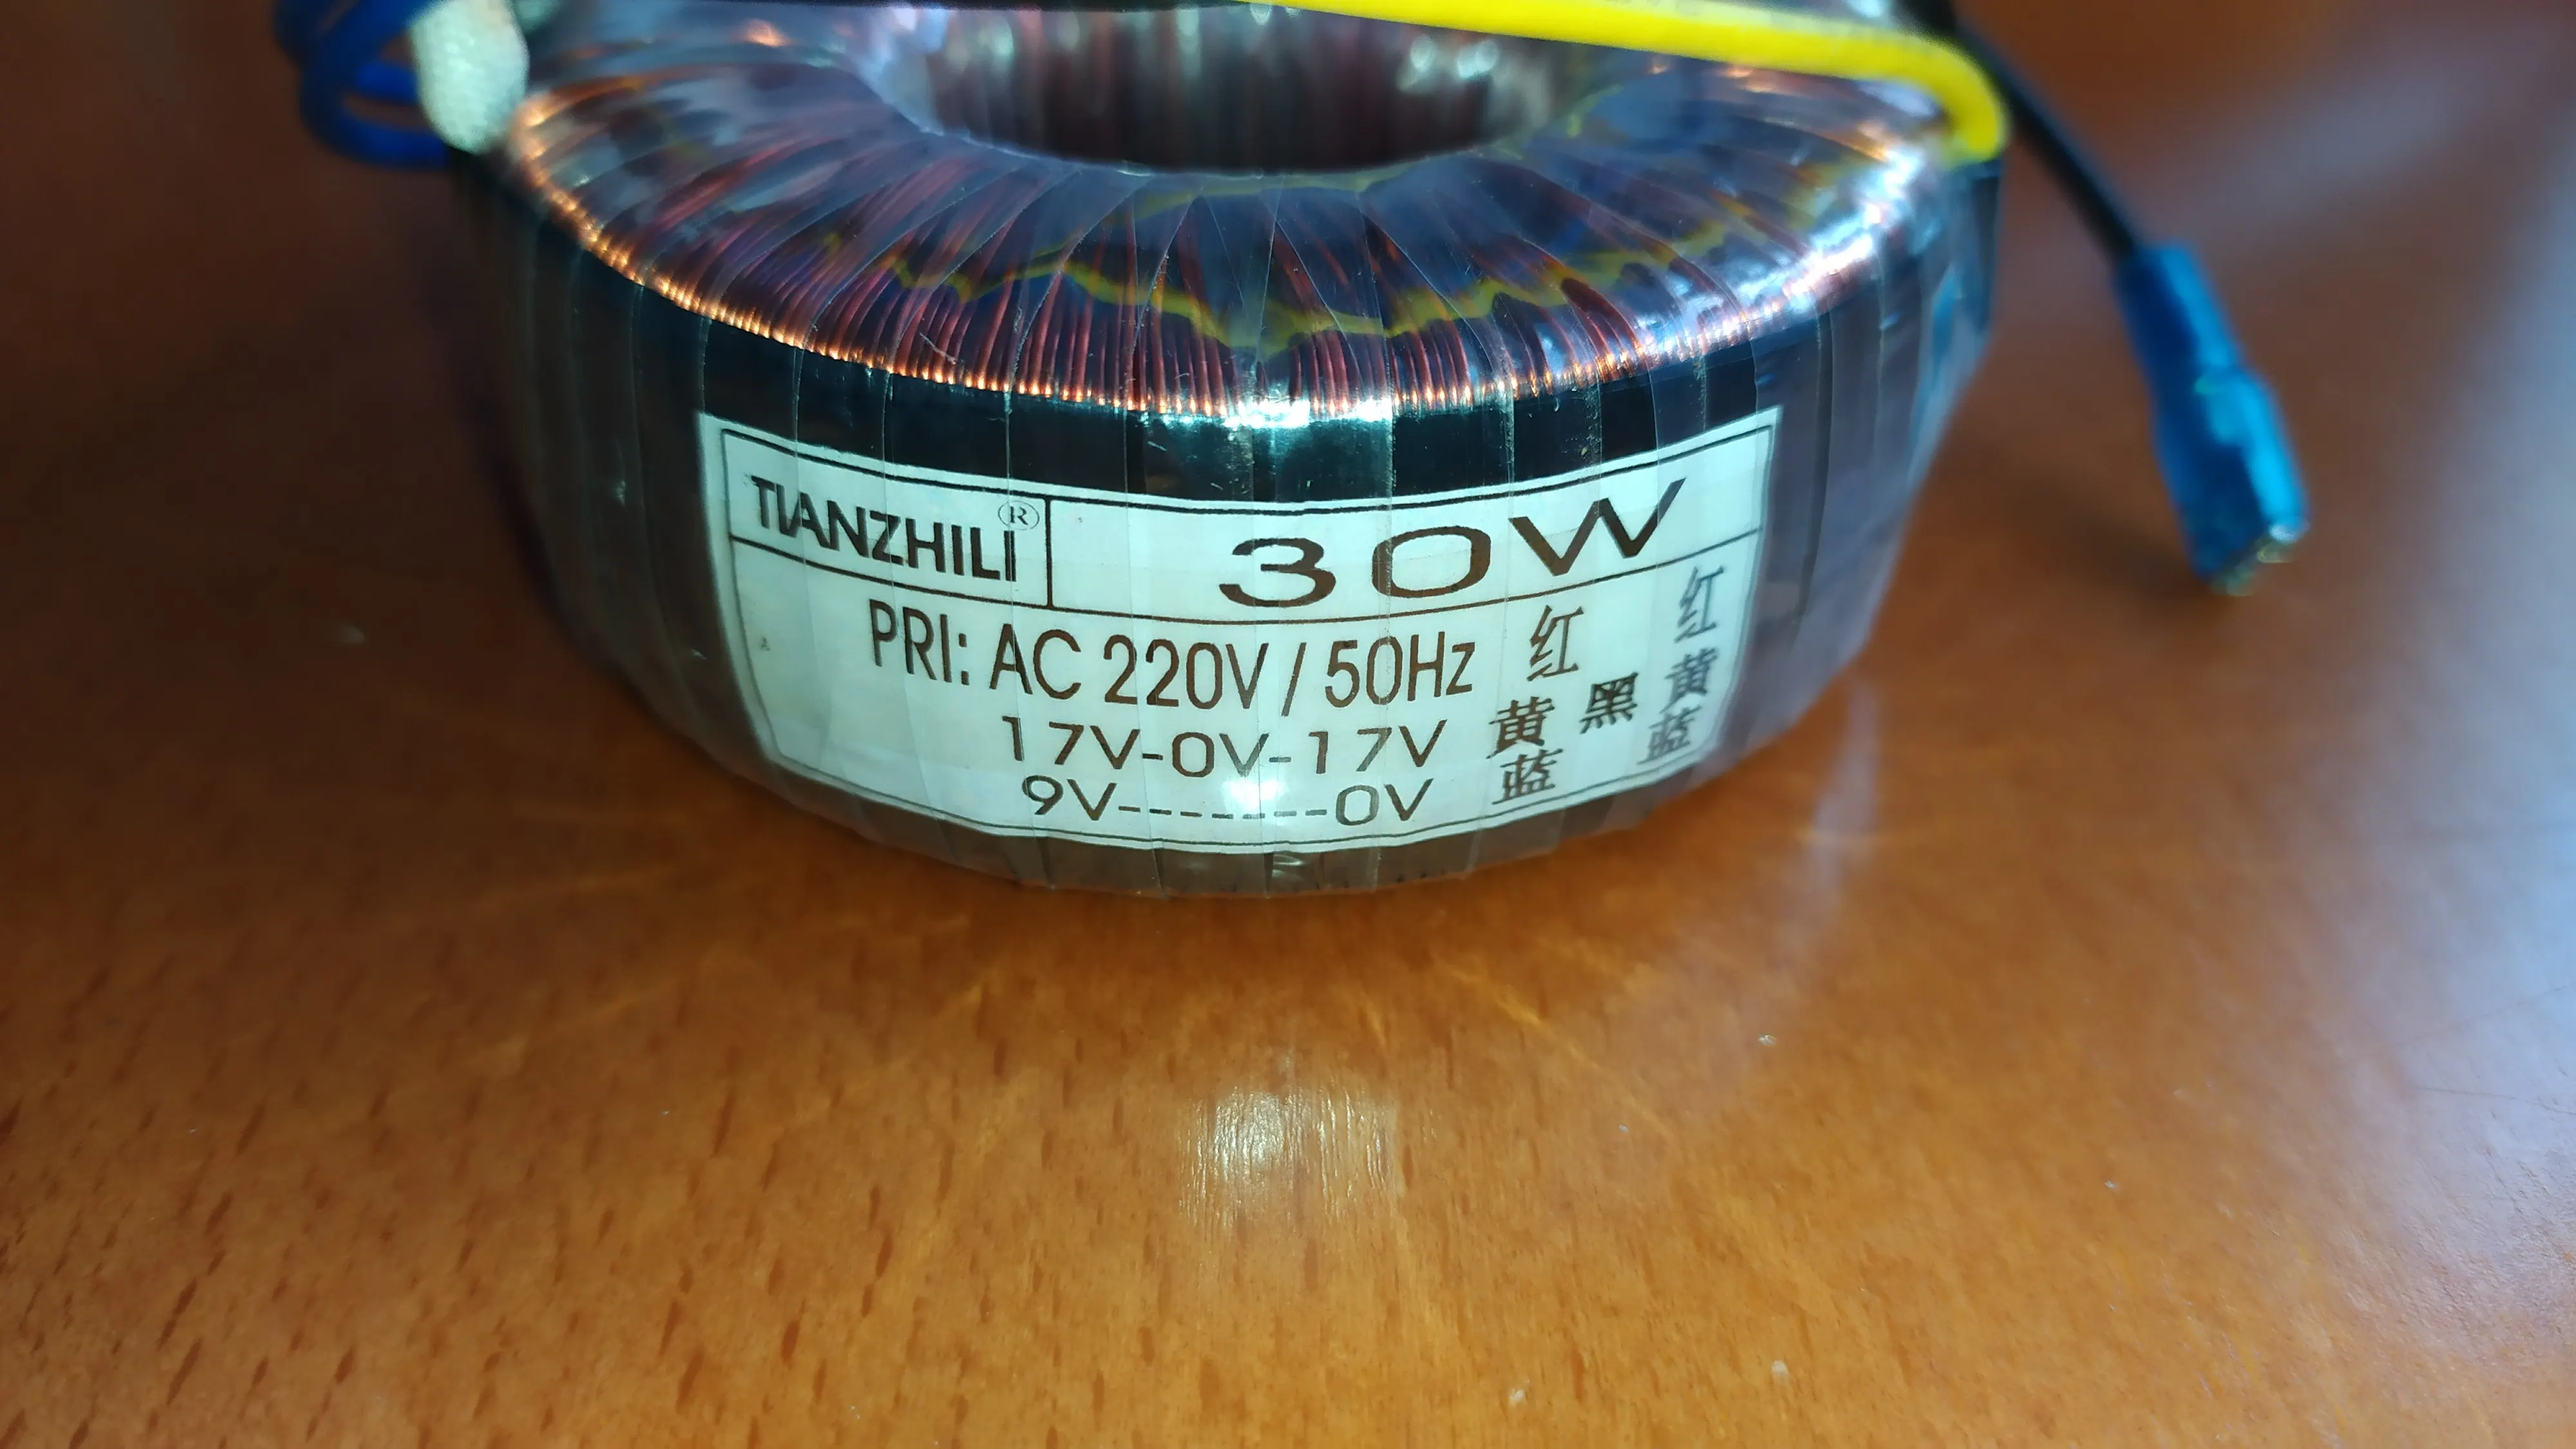 TIANZHILI® 30W
PRI: AC 220V / 50Hz 红 红
17V-0V-17V 黄 黑 黄
9V-------0V 蓝 蓝